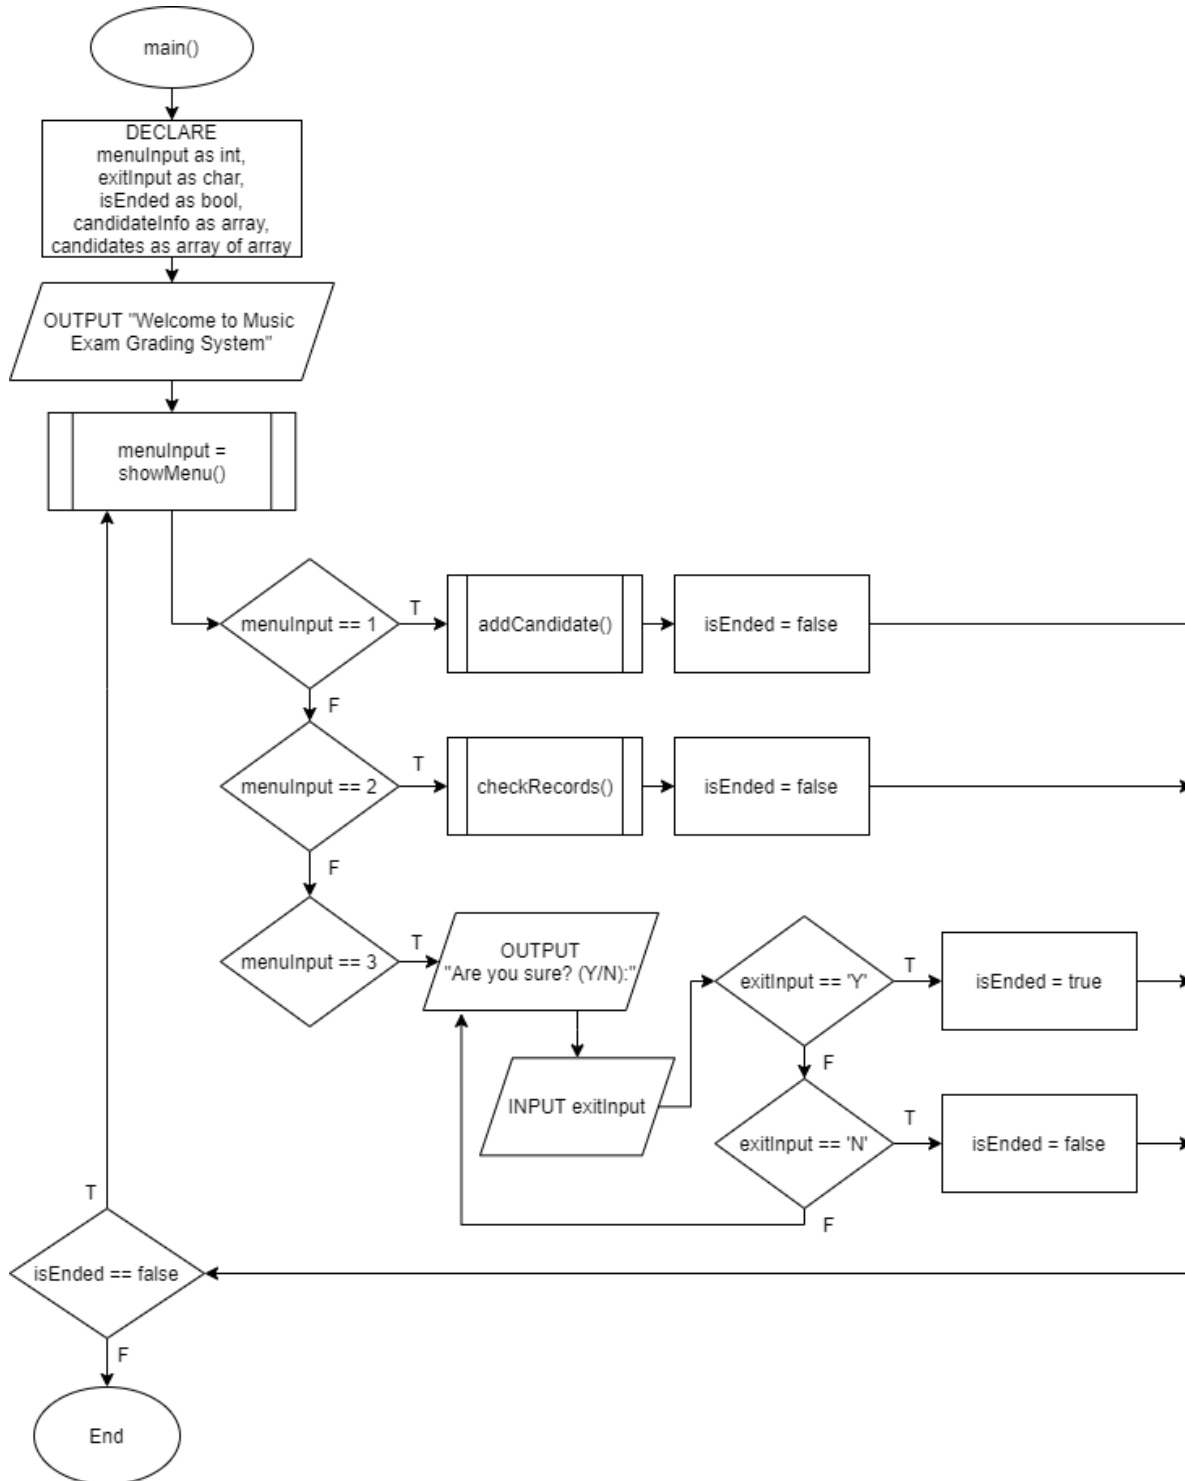 main()
DECLARE
menuInput as int,
exitInput as char,
isEnded as bool,
candidateInfo as array,
candidates as array of array
OUTPUT "Welcome to Music
Exam Grading System"
menuInput =
showMenu()
menuInput == 1
T
addCandidate()
isEnded = false
F
menuInput == 2
T
checkRecords()
isEnded = false
F
menuInput == 3
T
OUTPUT
"Are you sure? (Y/N):"
INPUT exitInput
exitInput == 'Y'
T
isEnded = true
F
exitInput == 'N'
T
isEnded = false
F
T
isEnded == false
F
End